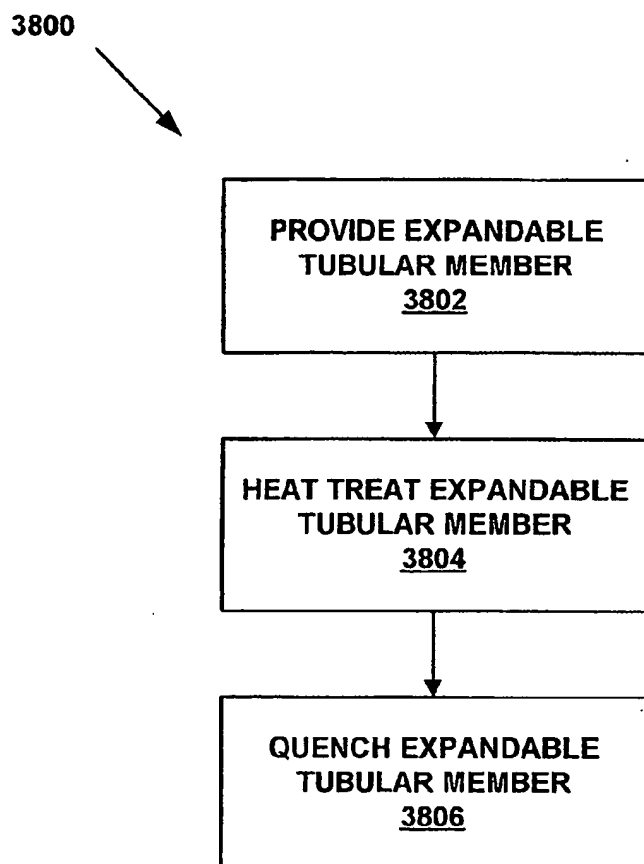 3800
PROVIDE EXPANDABLE
TUBULAR MEMBER
3802
HEAT TREAT EXPANDABLE
TUBULAR MEMBER
3804
QUENCH EXPANDABLE
TUBULAR MEMBER
3806